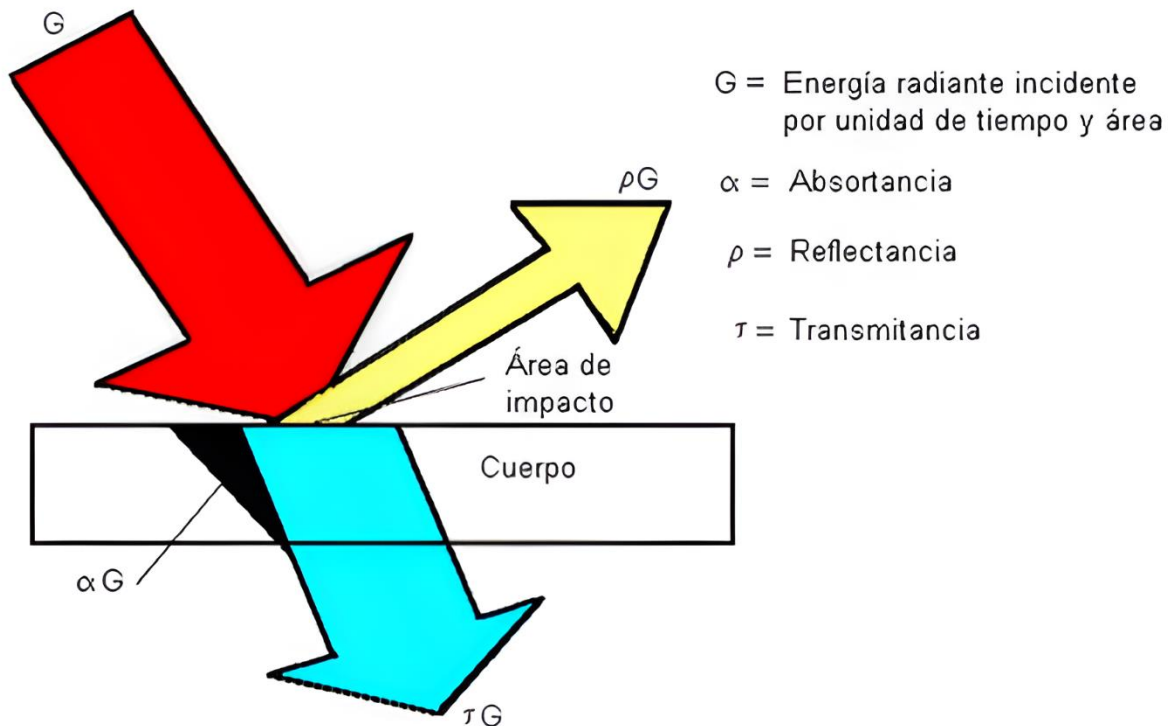 G
G = Energía radiante incidente
por unidad de tiempo y área
ρG
α = Absortancia
ρ = Reflectancia
τ = Transmitancia
Área de
impacto
Cuerpo
αG
τG